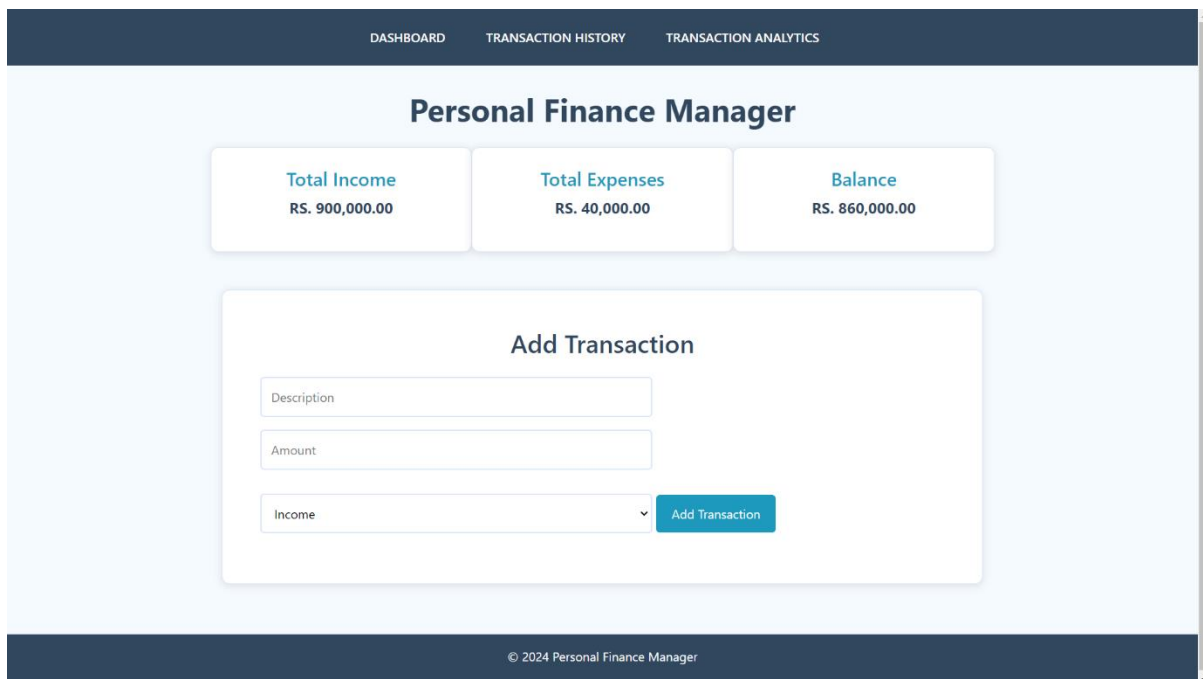 DASHBOARD TRANSACTION HISTORY TRANSACTION ANALYTICS
Personal Finance Manager
Total Income Total Expenses Balance
RS. 900,000.00 RS. 40,000.00 RS. 860,000.00
Add Transaction
Description
Amount
Income Add Transaction
© 2024 Personal Finance Manager